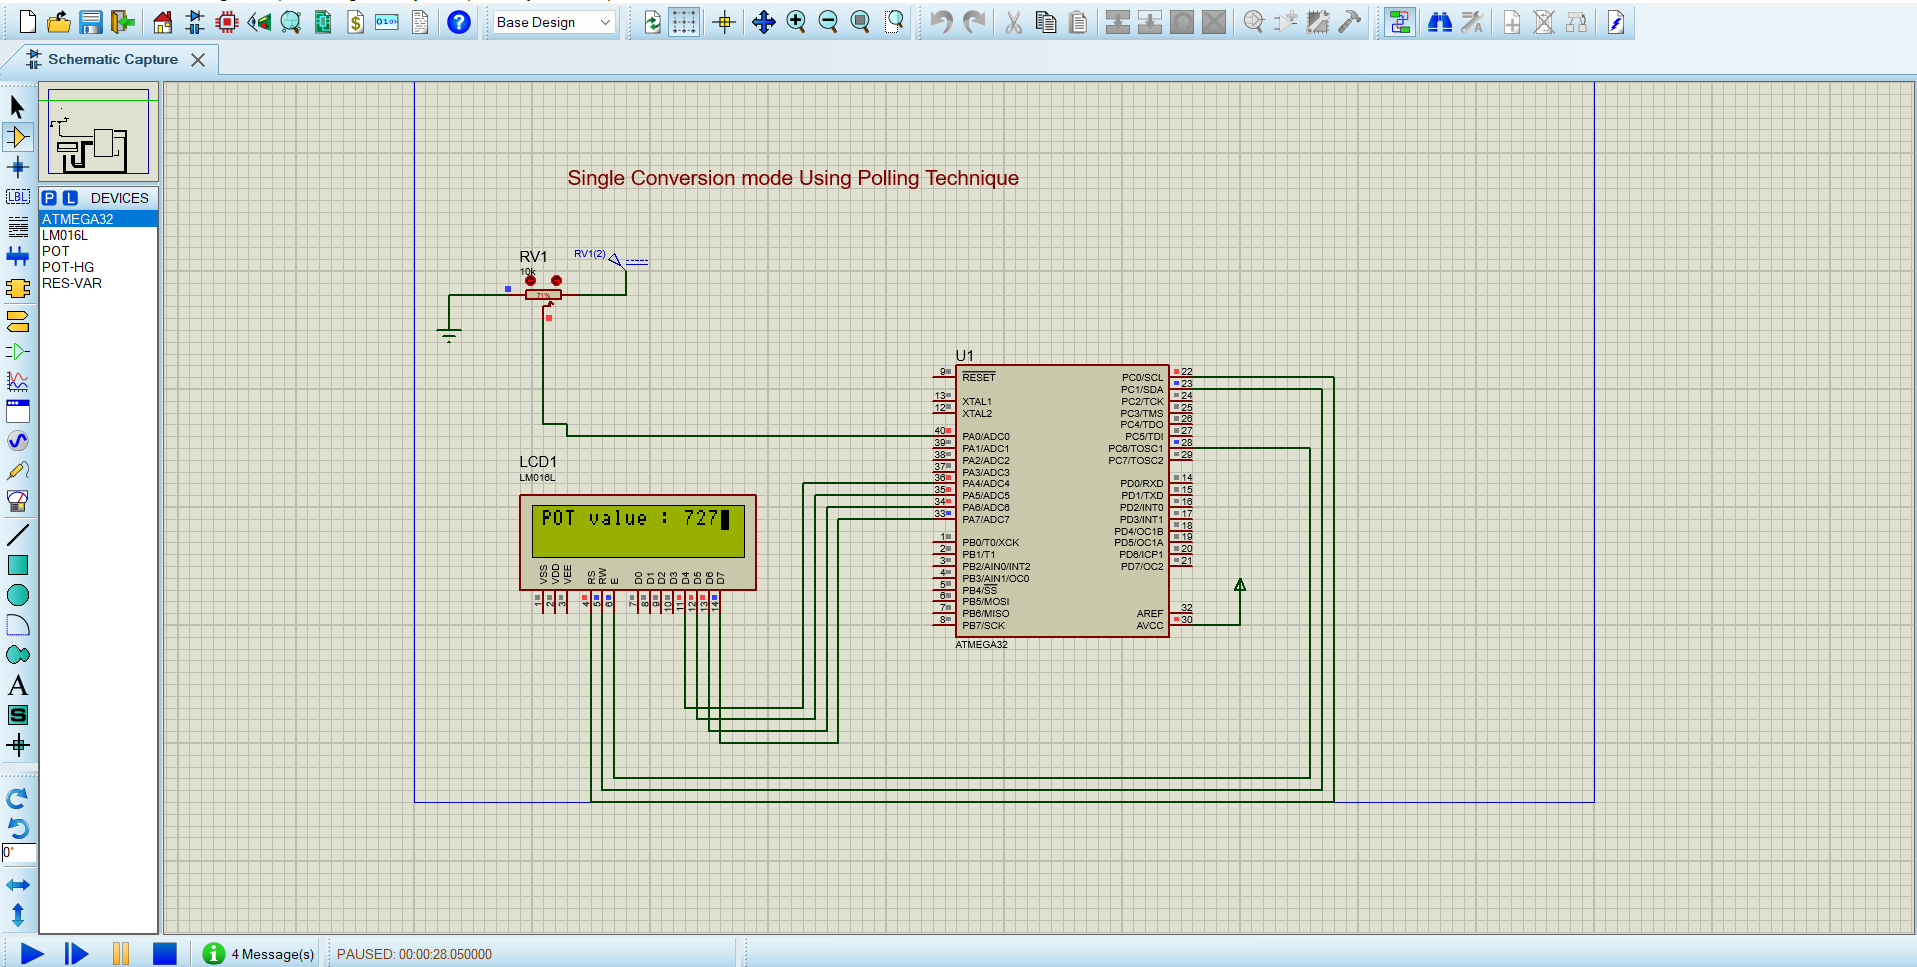 Base Design
Schematic Capture
P L DEVICES
ATMEGA32
LM016L
POT
POT-HG
RES-VAR
LBL
A
S
0°
Single Conversion mode Using Polling Technique
RV1
10k
71%
RV1(2)
LCD1
LM016L
POT value : 727
VSS VDD VEE RS RW E D0 D1 D2 D3 D4 D5 D6 D7
1 2 3 4 5 6 7 8 9 10 11 12 13 14
U1
9 RESET
13 XTAL1
12 XTAL2
40 PA0/ADC0
39 PA1/ADC1
38 PA2/ADC2
37 PA3/ADC3
36 PA4/ADC4
35 PA5/ADC5
34 PA6/ADC6
33 PA7/ADC7
1 PB0/T0/XCK
2 PB1/T1
3 PB2/AIN0/INT2
4 PB3/AIN1/OC0
5 PB4/SS
6 PB5/MOSI
7 PB6/MISO
8 PB7/SCK
PC0/SCL 22
PC1/SDA 23
PC2/TCK 24
PC3/TMS 25
PC4/TDO 26
PC5/TDI 27
PC6/TOSC1 28
PC7/TOSC2 29
PD0/RXD 14
PD1/TXD 15
PD2/INT0 16
PD3/INT1 17
PD4/OC1B 18
PD5/OC1A 19
PD6/ICP1 20
PD7/OC2 21
AREF 32
AVCC 30
ATMEGA32
4 Message(s)
PAUSED: 00:00:28.050000